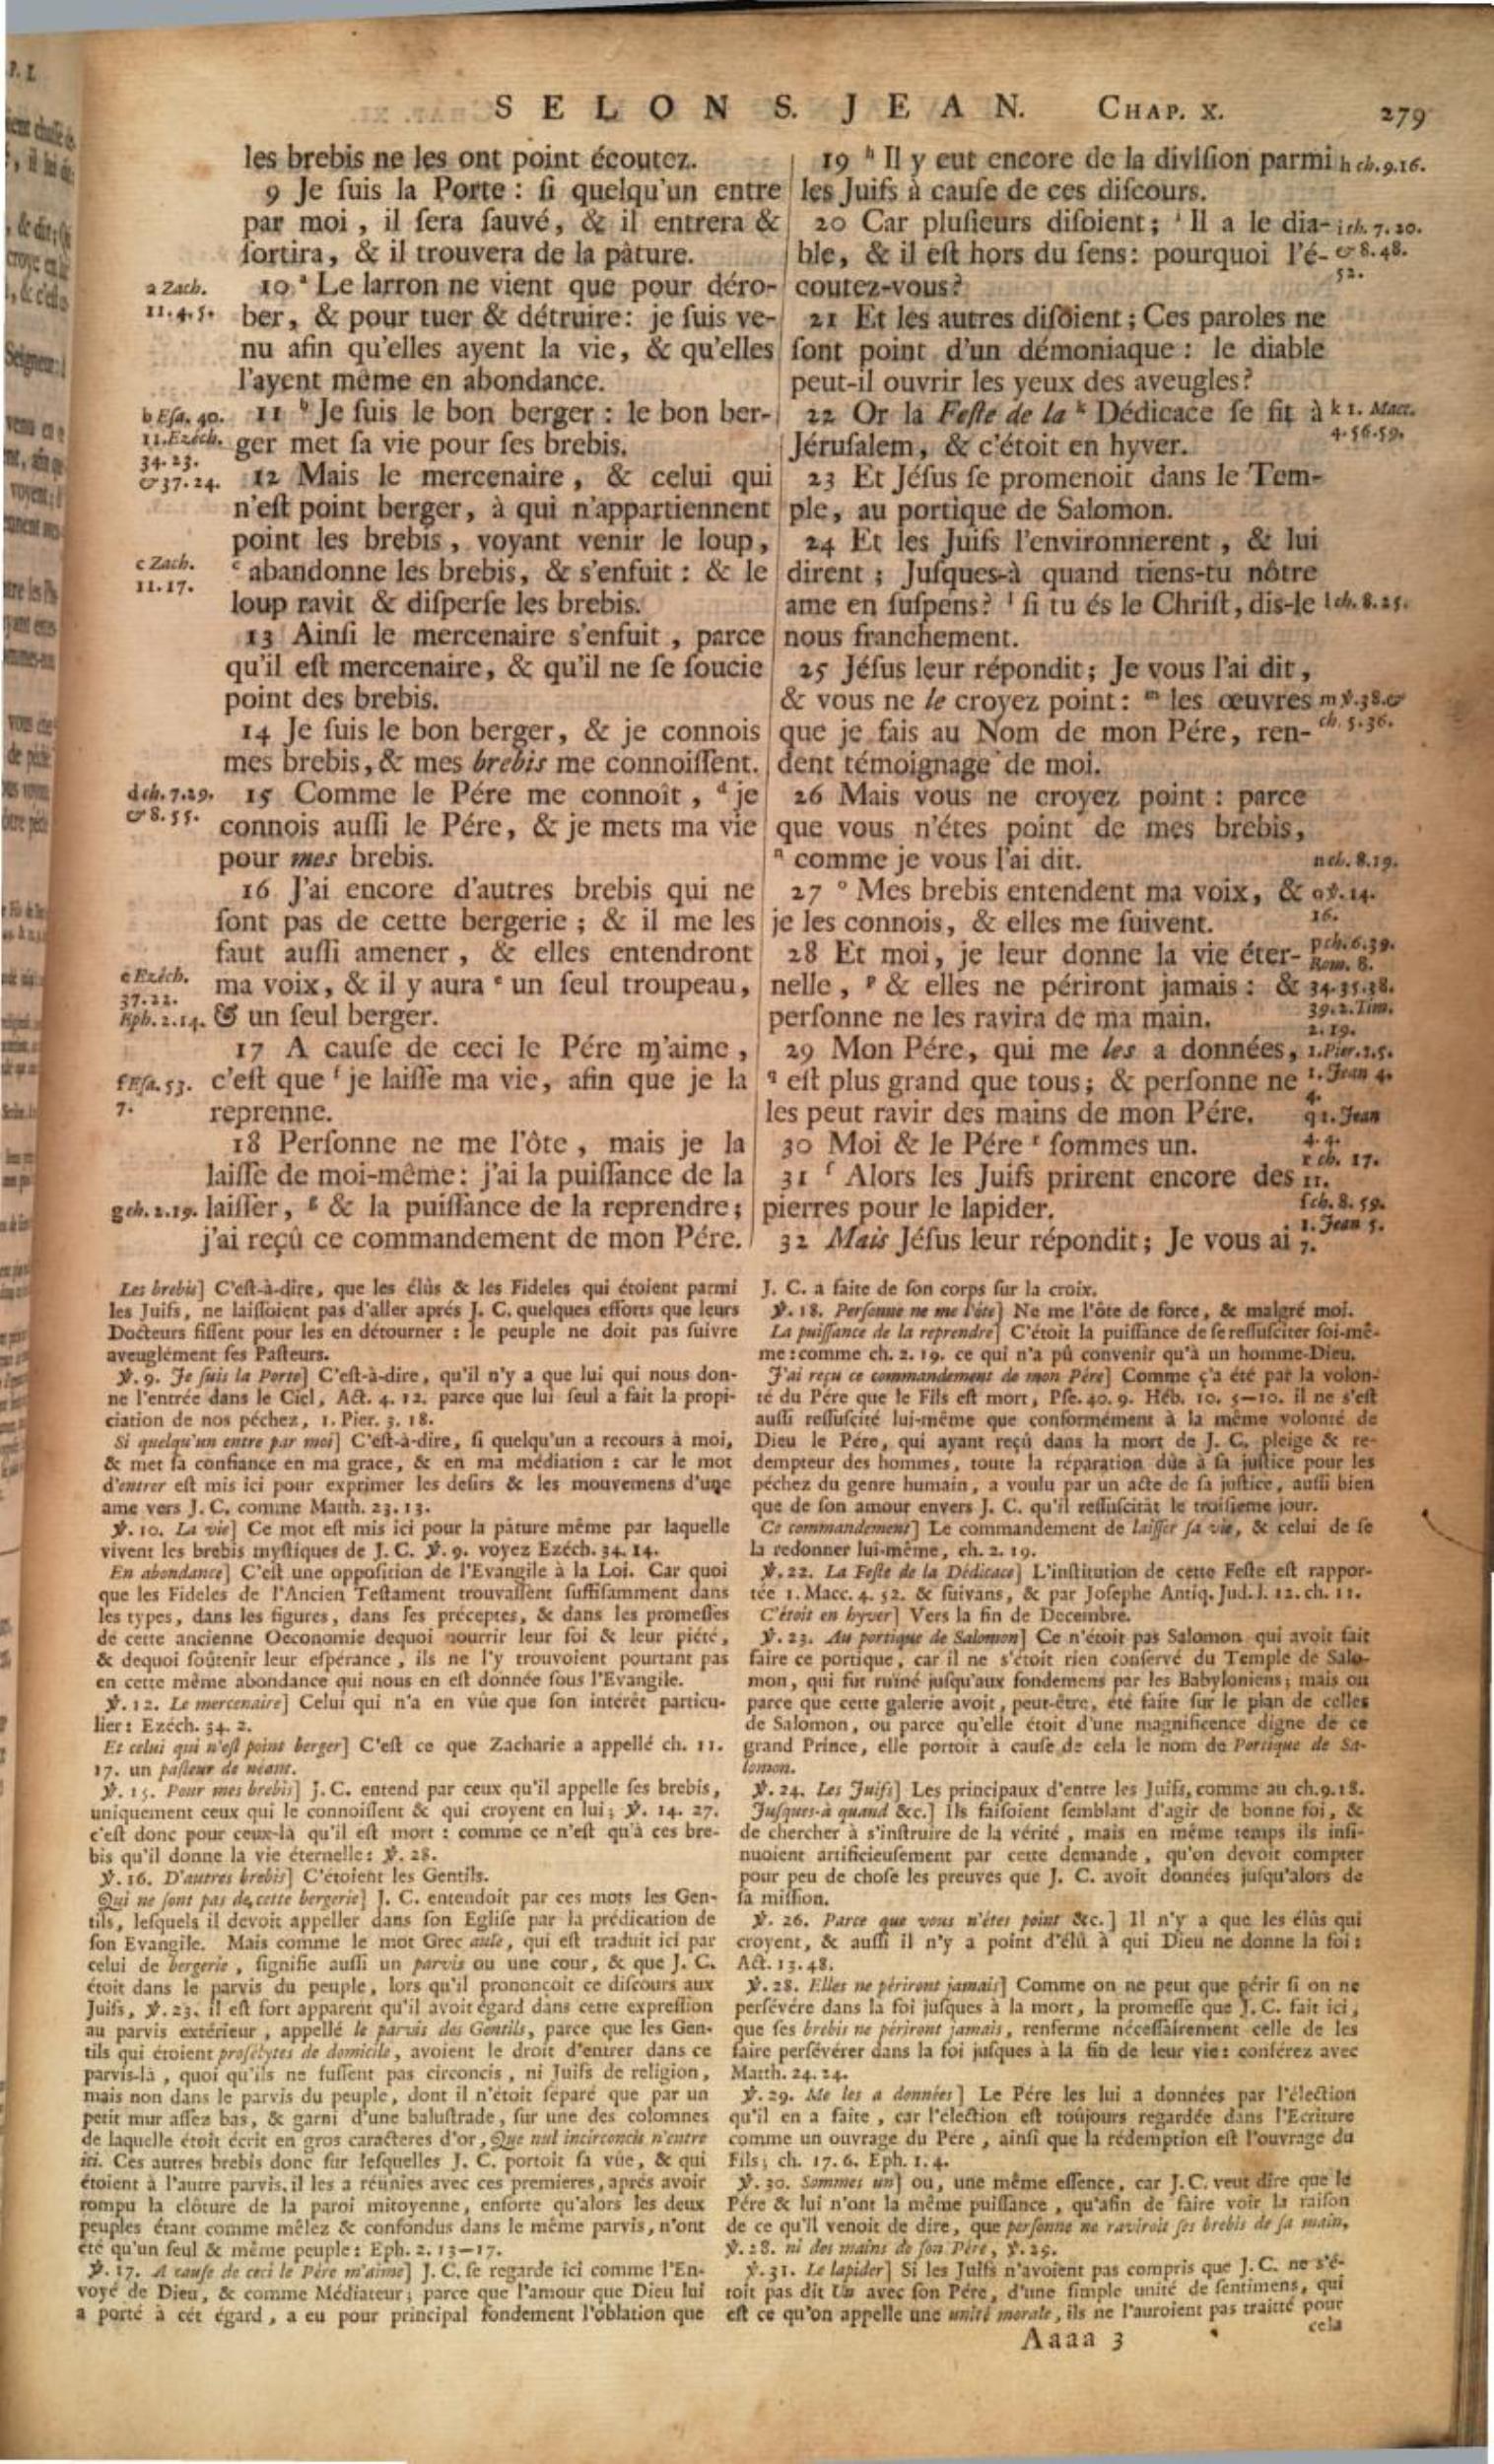 SELON S. JEAN. CHAP. X. 279
les brebis ne les ont point écoutez.
9 Je ſuis la Porte : ſi quelqu'un entre
par moi, il ſera ſauvé, & il entrera &
ſortira, & il trouvera de la pâture.
a Zach. 11.4.5.
10 ª Le larron ne vient que pour déro-
ber, & pour tuer & détruire: je ſuis ve-
nu afin qu'elles ayent la vie, & qu'elles
l'ayent même en abondance.
b Eſa. 40. 11. Ezéch. 34.23. & 37.24.
11 ᵇ Je ſuis le bon berger : le bon ber-
ger met ſa vie pour ſes brebis.
12 Mais le mercenaire, & celui qui
n'eſt point berger, à qui n'appartiennent
point les brebis, voyant venir le loup,
c Zach. 11.17.
ᶜ abandonne les brebis, & s'enfuit : & le
loup ravit & diſperſe les brebis.
13 Ainſi le mercenaire s'enfuit, parce
qu'il eſt mercenaire, & qu'il ne ſe ſoucie
point des brebis.
14 Je ſuis le bon berger, & je connois
mes brebis, & mes brebis me connoiſſent.
d ch. 7.29. & 8.55.
15 Comme le Pére me connoît, ᵈ je
connois auſſi le Pére, & je mets ma vie
pour mes brebis.
16 J'ai encore d'autres brebis qui ne
ſont pas de cette bergerie ; & il me les
faut auſſi amener, & elles entendront
e Ezéch. 37.22. Eph. 2.14.
ma voix, & il y aura ᵉ un ſeul troupeau,
& un ſeul berger.
17 A cauſe de ceci le Pére m'aime,
f Eſa. 53. 7.
c'eſt que ᶠ je laiſſe ma vie, afin que je la
reprenne.
18 Perſonne ne me l'ôte, mais je la
laiſſe de moi-même: j'ai la puiſſance de la
g ch. 2.19.
laiſſer, ᵍ & la puiſſance de la reprendre;
j'ai reçû ce commandement de mon Pére.
19 ʰ Il y eut encore de la diviſion parmi
h ch. 9.16.
les Juifs à cauſe de ces diſcours.
20 Car pluſieurs diſoient; ⁱ Il a le dia-
i ch. 7.20. & 8.48. 52.
ble, & il eſt hors du ſens: pourquoi l'é-
coutez-vous?
21 Et les autres diſoient; Ces paroles ne
ſont point d'un démoniaque : le diable
peut-il ouvrir les yeux des aveugles?
22 Or la Feſte de la ᵏ Dédicace ſe fit à
k 1. Macc. 4.56.59.
Jéruſalem, & c'étoit en hyver.
23 Et Jéſus ſe promenoit dans le Tem-
ple, au portique de Salomon.
24 Et les Juifs l'environnerent, & lui
dirent ; Juſques-à quand tiens-tu nôtre
ame en ſuſpens? ˡ ſi tu és le Chriſt, dis-le
l ch. 8.25.
nous franchement.
25 Jéſus leur répondit; Je vous l'ai dit,
& vous ne le croyez point : ᵐ les œuvres
m ỳ.38. & ch. 5.36.
que je fais au Nom de mon Pére, ren-
dent témoignage de moi.
26 Mais vous ne croyez point : parce
que vous n'étes point de mes brebis,
ⁿ comme je vous l'ai dit.
n ch. 8.19.
27 º Mes brebis entendent ma voix, &
o ỳ.14. 16.
je les connois, & elles me ſuivent.
28 Et moi, je leur donne la vie éter-
p ch. 6.39. Rom. 8. 34.35.38. 39. 2. Tim. 2.19. 1. Pier. 1.5. 1. Jean 4. 4.
nelle, ᵖ & elles ne périront jamais : &
perſonne ne les ravira de ma main.
29 Mon Pére, qui me les a données,
q eſt plus grand que tous; & perſonne ne
q 1. Jean 4.4.
les peut ravir des mains de mon Pére.
30 Moi & le Pére ʳ ſommes un.
r ch. 17. 11.
31 ſ Alors les Juifs prirent encore des
ſ ch. 8.59.
pierres pour le lapider.
32 Mais Jéſus leur répondit; Je vous ai
1. Jean 5. 7.
Les brebis] C'eſt-à-dire, que les élûs & les Fideles qui étoient parmi
les Juifs, ne laiſſoient pas d'aller aprés J. C. quelques efforts que leurs
Docteurs fiſſent pour les en détourner : le peuple ne doit pas ſuivre
aveuglément ſes Paſteurs.
ỳ. 9. Je ſuis la Porte] C'eſt-à-dire, qu'il n'y a que lui qui nous don-
ne l'entrée dans le Ciel, Act. 4. 12. parce que lui ſeul a fait la propi-
ciation de nos péchez, 1. Pier. 3. 18.
Si quelqu'un entre par moi] C'eſt-à-dire, ſi quelqu'un a recours à moi,
& met ſa confiance en ma grace, & en ma médiation : car le mot
d'entrer eſt mis ici pour exprimer les deſirs & les mouvemens d'une
ame vers J. C. comme Matth. 23. 13.
ỳ. 10. La vie] Ce mot eſt mis ici pour la pâture même par laquelle
vivent les brebis myſtiques de J. C. ỳ. 9. voyez Ezéch. 34. 14.
En abondance] C'eſt une oppoſition de l'Evangile à la Loi. Car quoi
que les Fideles de l'Ancien Teſtament trouvaſſent ſuffiſamment dans
les types, dans les figures, dans ſes préceptes, & dans les promeſſes
de cette ancienne Oeconomie dequoi nourrir leur foi & leur piété,
& dequoi ſoûtenir leur eſpérance, ils ne l'y trouvoient pourtant pas
en cette même abondance qui nous en eſt donnée ſous l'Evangile.
ỳ. 12. Le mercenaire] Celui qui n'a en vûe que ſon intérêt particu-
lier: Ezéch. 34. 2.
Et celui qui n'eſt point berger] C'eſt ce que Zacharie a appellé ch. 11.
17. un paſteur de néant.
ỳ. 15. Pour mes brebis] J. C. entend par ceux qu'il appelle ſes brebis,
uniquement ceux qui le connoiſſent & qui croyent en lui; ỳ. 14. 27.
c'eſt donc pour ceux-là qu'il eſt mort : comme ce n'eſt qu'à ces bre-
bis qu'il donne la vie éternelle: ỳ. 28.
ỳ. 16. D'autres brebis] C'étoient les Gentils.
Qui ne ſont pas de cette bergerie] J. C. entendoit par ces mots les Gen-
tils, leſquels il devoit appeller dans ſon Egliſe par la prédication de
ſon Evangile. Mais comme le mot Grec aule, qui eſt traduit ici par
celui de bergerie, ſignifie auſſi un parvis ou une cour, & que J. C.
étoit dans le parvis du peuple, lors qu'il prononçoit ce diſcours aux
Juifs, ỳ. 23. il eſt fort apparent qu'il avoit égard dans cette expreſſion
au parvis extérieur, appellé le parvis des Gentils, parce que les Gen-
tils qui étoient proſélytes de domicile, avoient le droit d'entrer dans ce
parvis-là, quoi qu'ils ne fuſſent pas circoncis, ni Juifs de religion,
mais non dans le parvis du peuple, dont il n'étoit ſéparé que par un
petit mur aſſez bas, & garni d'une baluſtrade, ſur une des colomnes
de laquelle étoit écrit en gros caracteres d'or, Que nul incirconcis n'entre
ici. Ces autres brebis donc ſur leſquelles J. C. portoit ſa vûe, & qui
étoient à l'autre parvis, il les a réunies avec ces premieres, aprés avoir
rompu la clôture de la paroi mitoyenne, enſorte qu'alors les deux
peuples étant comme mêlez & confondus dans le même parvis, n'ont
été qu'un ſeul & même peuple: Eph. 2. 13—17.
ỳ. 17. A cauſe de ceci le Pére m'aime] J. C. ſe regarde ici comme l'En-
voyé de Dieu, & comme Médiateur; parce que l'amour que Dieu lui
a porté à cét égard, a eu pour principal fondement l'oblation que
J. C. a faite de ſon corps ſur la croix.
ỳ. 18. Perſonne ne me l'ôte] Ne me l'ôte de force, & malgré moi.
La puiſſance de la reprendre] C'étoit la puiſſance de ſe reſſuſciter ſoi-mê-
me : comme ch. 2. 19. ce qui n'a pû convenir qu'à un homme-Dieu.
J'ai reçu ce commandement de mon Pére] Comme ç'a été par la volon-
té du Pére que le Fils eſt mort, Pſe. 40. 9. Héb. 10. 5—10. il ne s'eſt
auſſi reſſuſcité lui-même que conformément à la même volonté de
Dieu le Pére, qui ayant reçû dans la mort de J. C. pleige & re-
dempteur des hommes, toute la réparation dûe à ſa juſtice pour les
péchez du genre humain, a voulu par un acte de ſa juſtice, auſſi bien
que de ſon amour envers J. C. qu'il reſſuſcitât le troiſieme jour.
Ce commandement] Le commandement de laiſſer ſa vie, & celui de ſe
la redonner lui-même, ch. 2. 19.
ỳ. 22. La Feſte de la Dédicace] L'inſtitution de cette Feſte eſt rappor-
tée 1. Macc. 4. 52. & ſuivans, & par Joſephe Antiq. Jud. l. 12. ch. 11.
C'étoit en hyver] Vers la fin de Decembre.
ỳ. 23. Au portique de Salomon] Ce n'étoit pas Salomon qui avoit fait
faire ce portique, car il ne s'étoit rien conſervé du Temple de Salo-
mon, qui fut ruïné juſqu'aux fondemens par les Babyloniens; mais ou
parce que cette galerie avoit, peut-être, été faite ſur le plan de celles
de Salomon, ou parce qu'elle étoit d'une magnificence digne de ce
grand Prince, elle portoit à cauſe de cela le nom de Portique de Sa-
lomon.
ỳ. 24. Les Juifs] Les principaux d'entre les Juifs, comme au ch. 9. 18.
Juſques-à quand &c.] Ils faiſoient ſemblant d'agir de bonne foi, &
de chercher à s'inſtruire de la vérité, mais en même temps ils inſi-
nuoient artificieuſement par cette demande, qu'on devoit compter
pour peu de choſe les preuves que J. C. avoit données juſqu'alors de
ſa miſſion.
ỳ. 26. Parce que vous n'étes point &c.] Il n'y a que les élûs qui
croyent, & auſſi il n'y a point d'élû à qui Dieu ne donne la foi:
Act. 13. 48.
ỳ. 28. Elles ne périront jamais] Comme on ne peut que périr ſi on ne
perſévére dans la foi juſques à la mort, la promeſſe que J. C. fait ici,
que ſes brebis ne périront jamais, renferme néceſſairement celle de les
faire perſévérer dans la foi juſques à la fin de leur vie: conférez avec
Matth. 24. 24.
ỳ. 29. Me les a données] Le Pére les lui a données par l'élection
qu'il en a faite, car l'élection eſt toûjours regardée dans l'Ecriture
comme un ouvrage du Pére, ainſi que la rédemption eſt l'ouvrage du
Fils; ch. 17. 6. Eph. 1. 4.
ỳ. 30. Sommes un] ou, une même eſſence, car J. C. veut dire que le
Pére & lui n'ont la même puiſſance, qu'afin de faire voir la raiſon
de ce qu'il venoit de dire, que perſonne ne raviroit ſes brebis de ſa main,
ỳ. 28. ni des mains de ſon Pére, ỳ. 29.
ỳ. 31. Le lapider] Si les Juifs n'avoient pas compris que J. C. ne s'é-
toit pas dit Un avec ſon Pére, d'une ſimple unité de ſentimens, qui
eſt ce qu'on appelle une unité morale, ils ne l'auroient pas traitté pour
cela
Aaaa 3